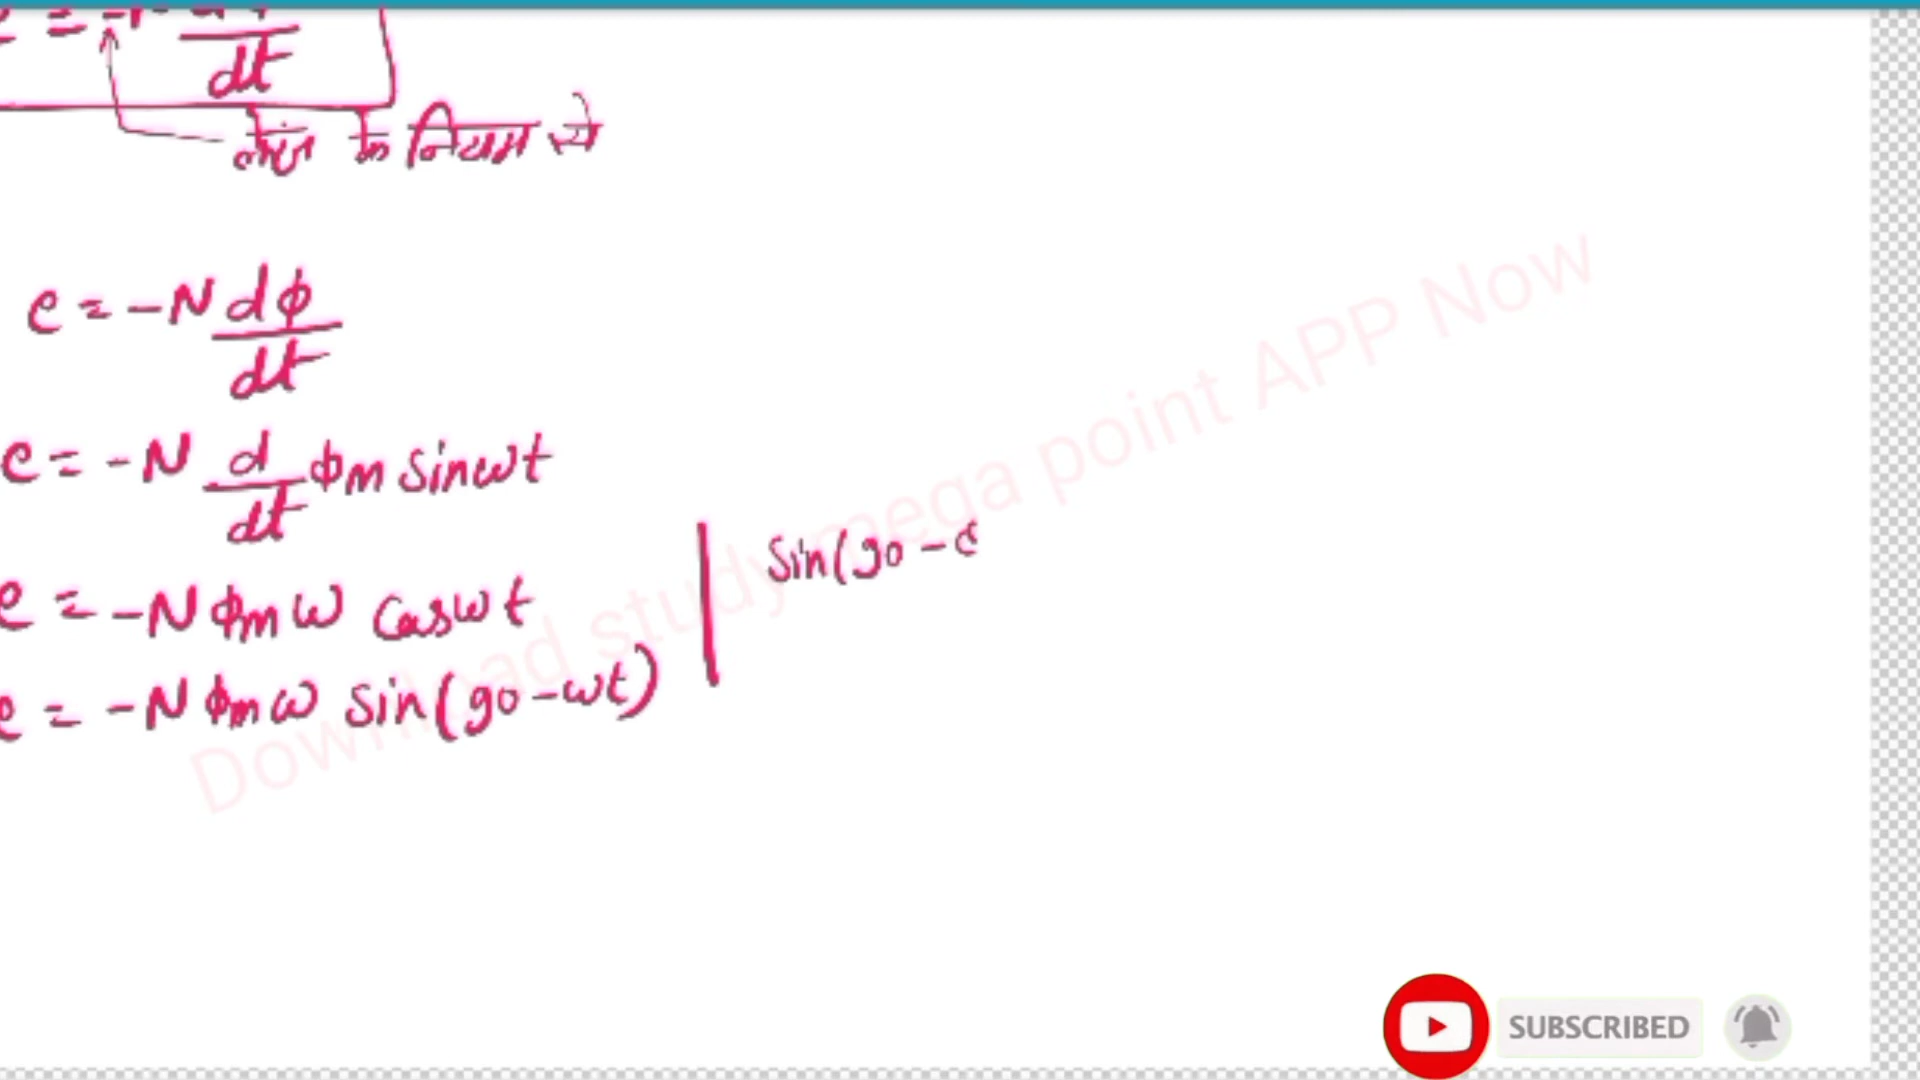 dt
लेंज के नियम से
e = -N dφ/dt
e = -N d/dt φm sinωt
e = -N φm ω cosωt
sin(90-
e = -N φm ω sin(90-ωt)
Download study mega point APP Now
SUBSCRIBED